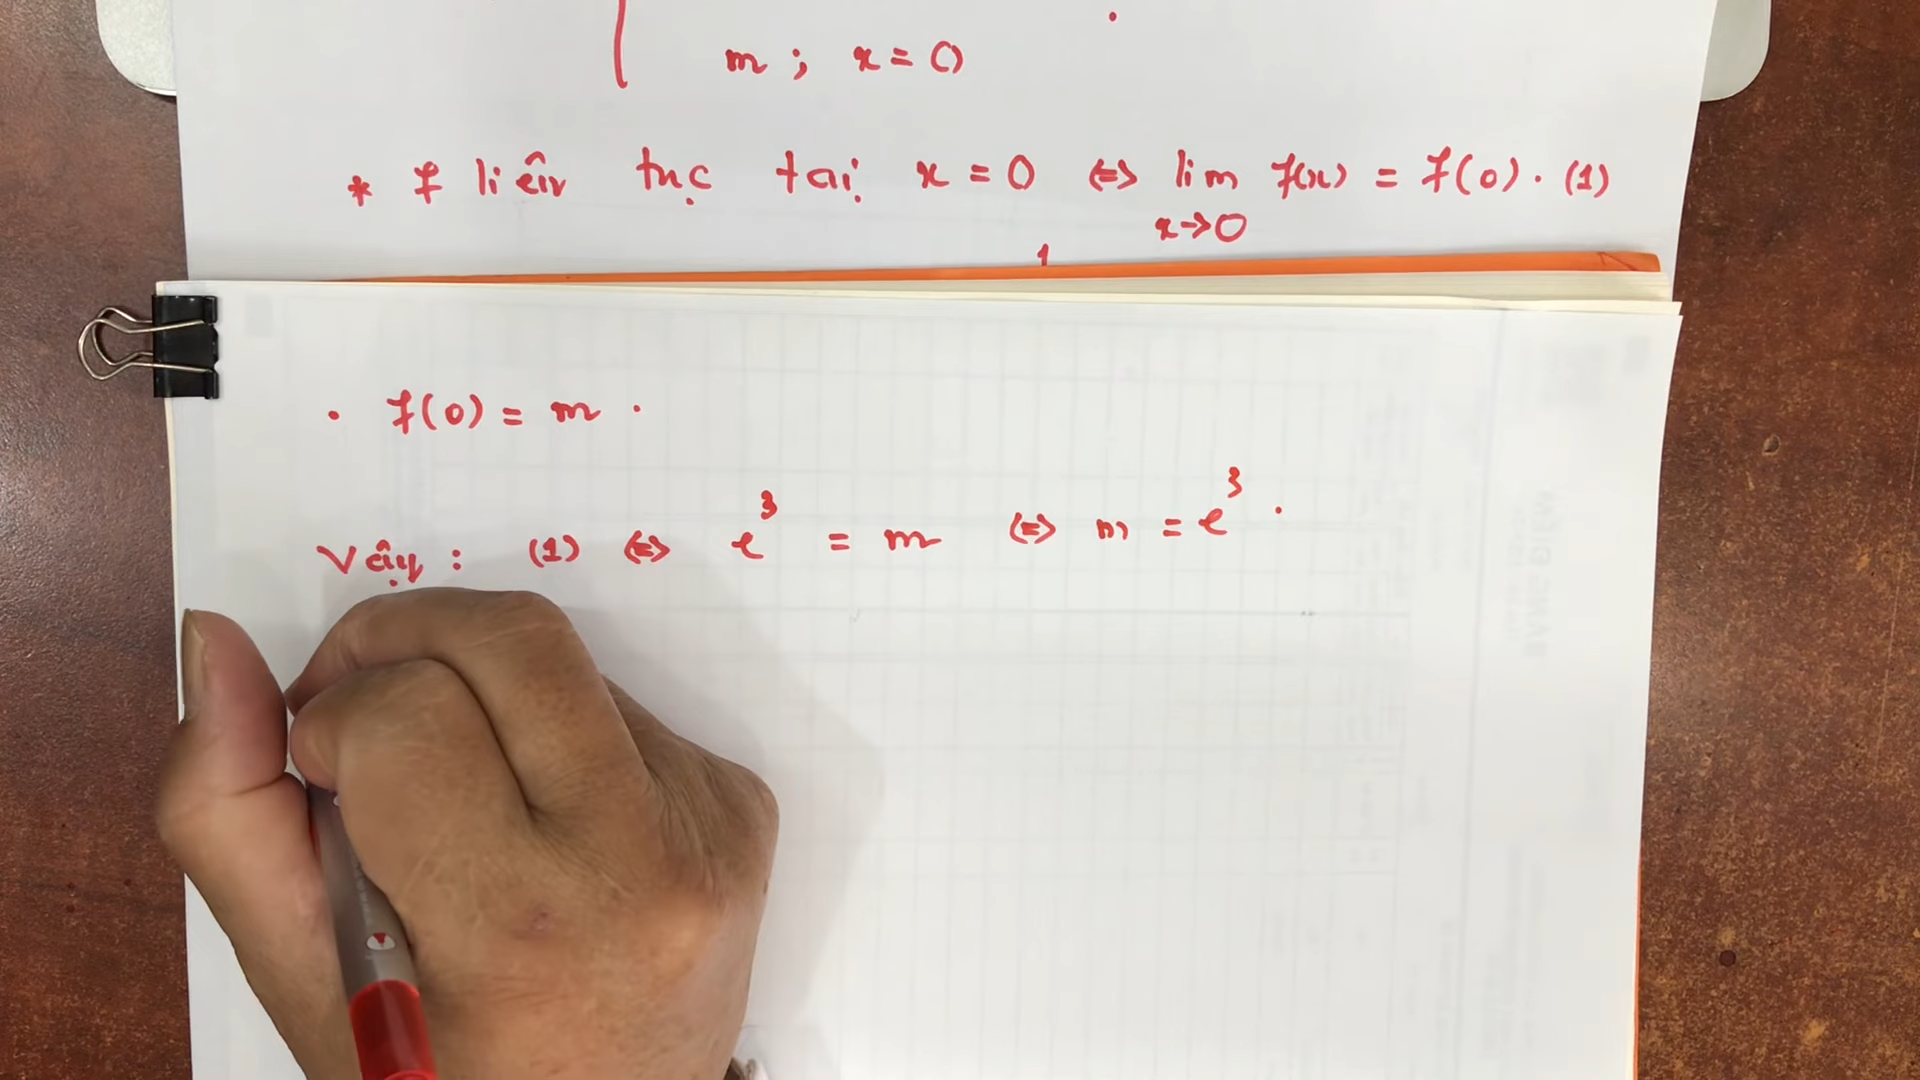 m ; x = 0
* f liên tục tại x = 0 ⇔ lim f(x) = f(0) . (1)
x→0
. f(0) = m .
Vậy : (1) ⇔ e³ = m ⇔ m = e³ .